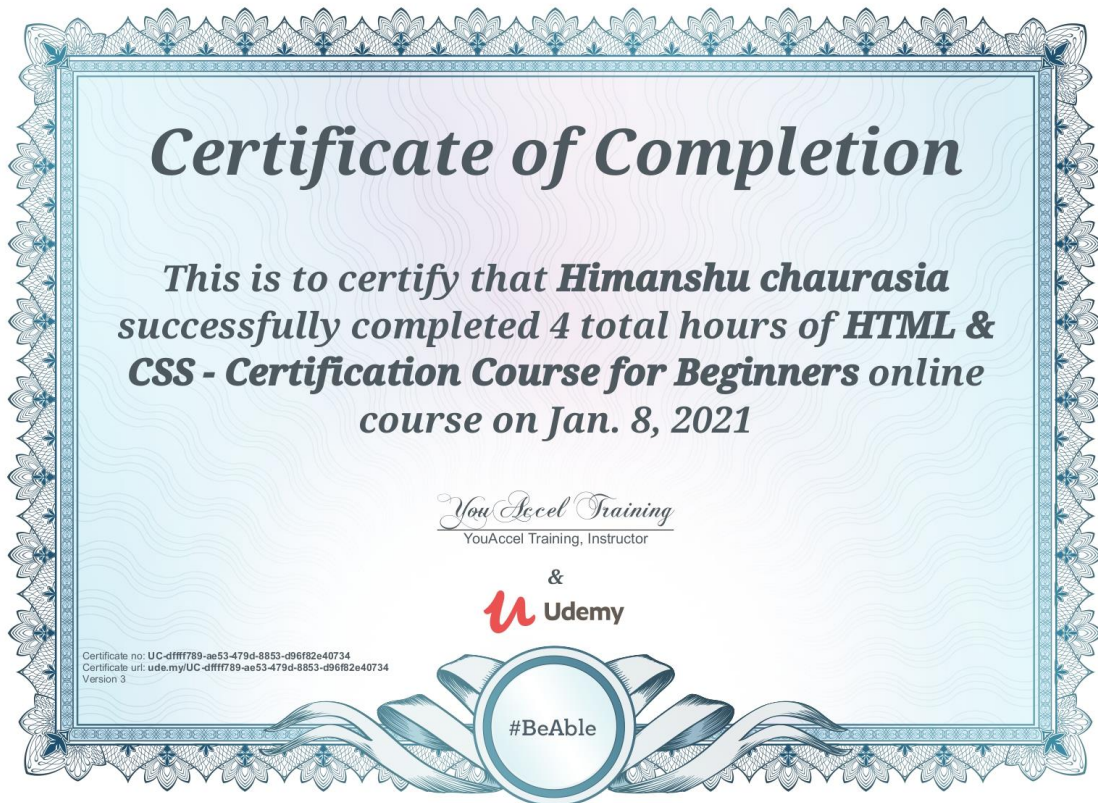 Certificate of Completion
This is to certify that Himanshu chaurasia
successfully completed 4 total hours of HTML &
CSS - Certification Course for Beginners online
course on Jan. 8, 2021
You Accel Training
YouAccel Training, Instructor
&
Udemy
Certificate no: UC-dffff789-ae53-479d-8853-d96f82e40734
Certificate url: ude.my/UC-dffff789-ae53-479d-8853-d96f82e40734
Version 3
#BeAble